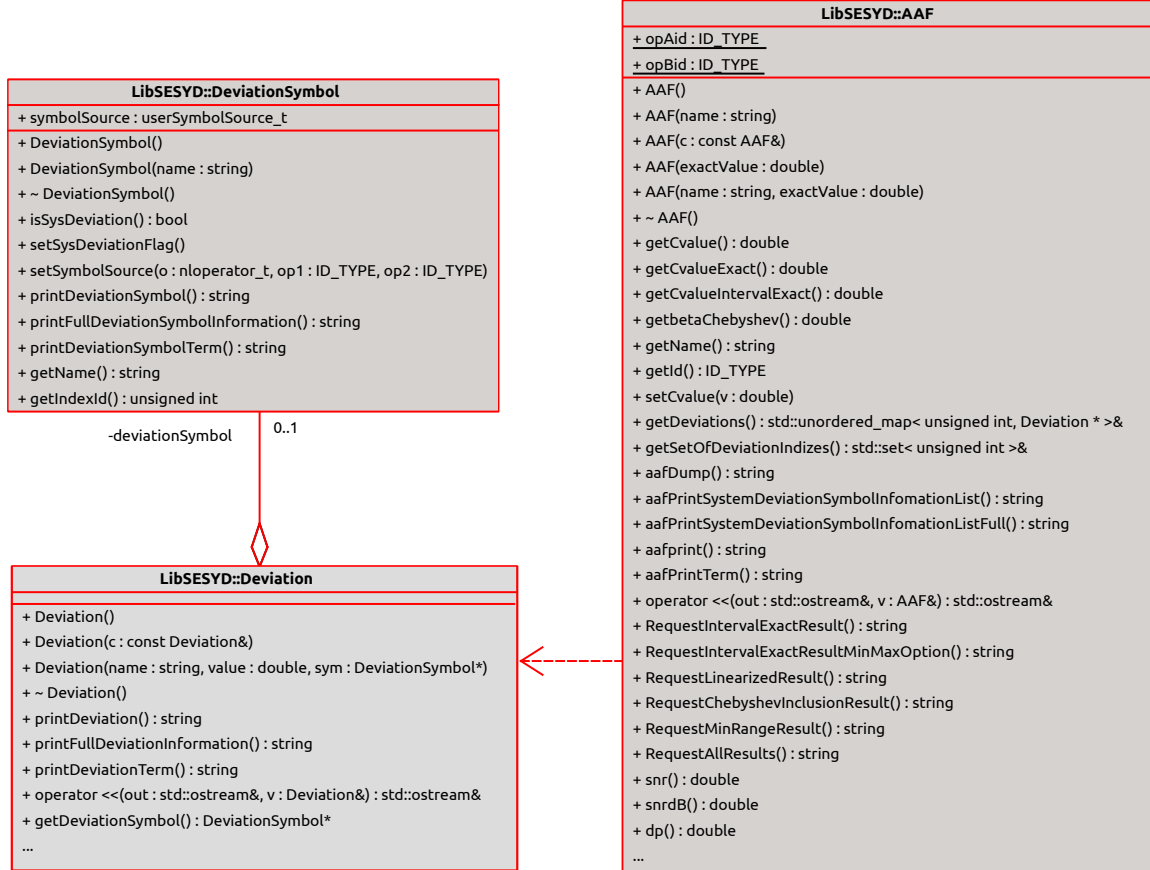 LibSESYD::DeviationSymbol
+ symbolSource : userSymbolSource_t
+ DeviationSymbol()
+ DeviationSymbol(name : string)
+ ~ DeviationSymbol()
+ isSysDeviation() : bool
+ setSysDeviationFlag()
+ setSymbolSource(o : nloperator_t, op1 : ID_TYPE, op2 : ID_TYPE)
+ printDeviationSymbol() : string
+ printFullDeviationSymbolInformation() : string
+ printDeviationSymbolTerm() : string
+ getName() : string
+ getIndexId() : unsigned int
-deviationSymbol
0..1
LibSESYD::Deviation
+ Deviation()
+ Deviation(c : const Deviation&)
+ Deviation(name : string, value : double, sym : DeviationSymbol*)
+ ~ Deviation()
+ printDeviation() : string
+ printFullDeviationInformation() : string
+ printDeviationTerm() : string
+ operator <<(out : std::ostream&, v : Deviation&) : std::ostream&
+ getDeviationSymbol() : DeviationSymbol*
...
LibSESYD::AAF
+ opAid : ID_TYPE
+ opBid : ID_TYPE
+ AAF()
+ AAF(name : string)
+ AAF(c : const AAF&)
+ AAF(exactValue : double)
+ AAF(name : string, exactValue : double)
+ ~ AAF()
+ getCvalue() : double
+ getCvalueExact() : double
+ getCvalueIntervalExact() : double
+ getbetaChebyshev() : double
+ getName() : string
+ getId() : ID_TYPE
+ setCvalue(v : double)
+ getDeviations() : std::unordered_map< unsigned int, Deviation * >&
+ getSetOfDeviationIndizes() : std::set< unsigned int >&
+ aafDump() : string
+ aafPrintSystemDeviationSymbolInfomationList() : string
+ aafPrintSystemDeviationSymbolInfomationListFull() : string
+ aafprint() : string
+ aafPrintTerm() : string
+ operator <<(out : std::ostream&, v : AAF&) : std::ostream&
+ RequestIntervalExactResult() : string
+ RequestIntervalExactResultMinMaxOption() : string
+ RequestLinearizedResult() : string
+ RequestChebyshevInclusionResult() : string
+ RequestMinRangeResult() : string
+ RequestAllResults() : string
+ snr() : double
+ snrdB() : double
+ dp() : double
...